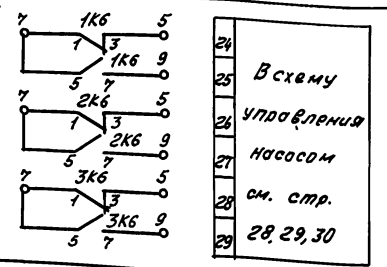 7 1К6 5
1 3
1К6 9
5 7
7 2К6 5
1 3
2К6 9
5 7
7 3К6 5
1 3
3К6 9
5 7
24
25
26
27
28
29
В схему
управления
насосом
см. стр.
28, 29, 30